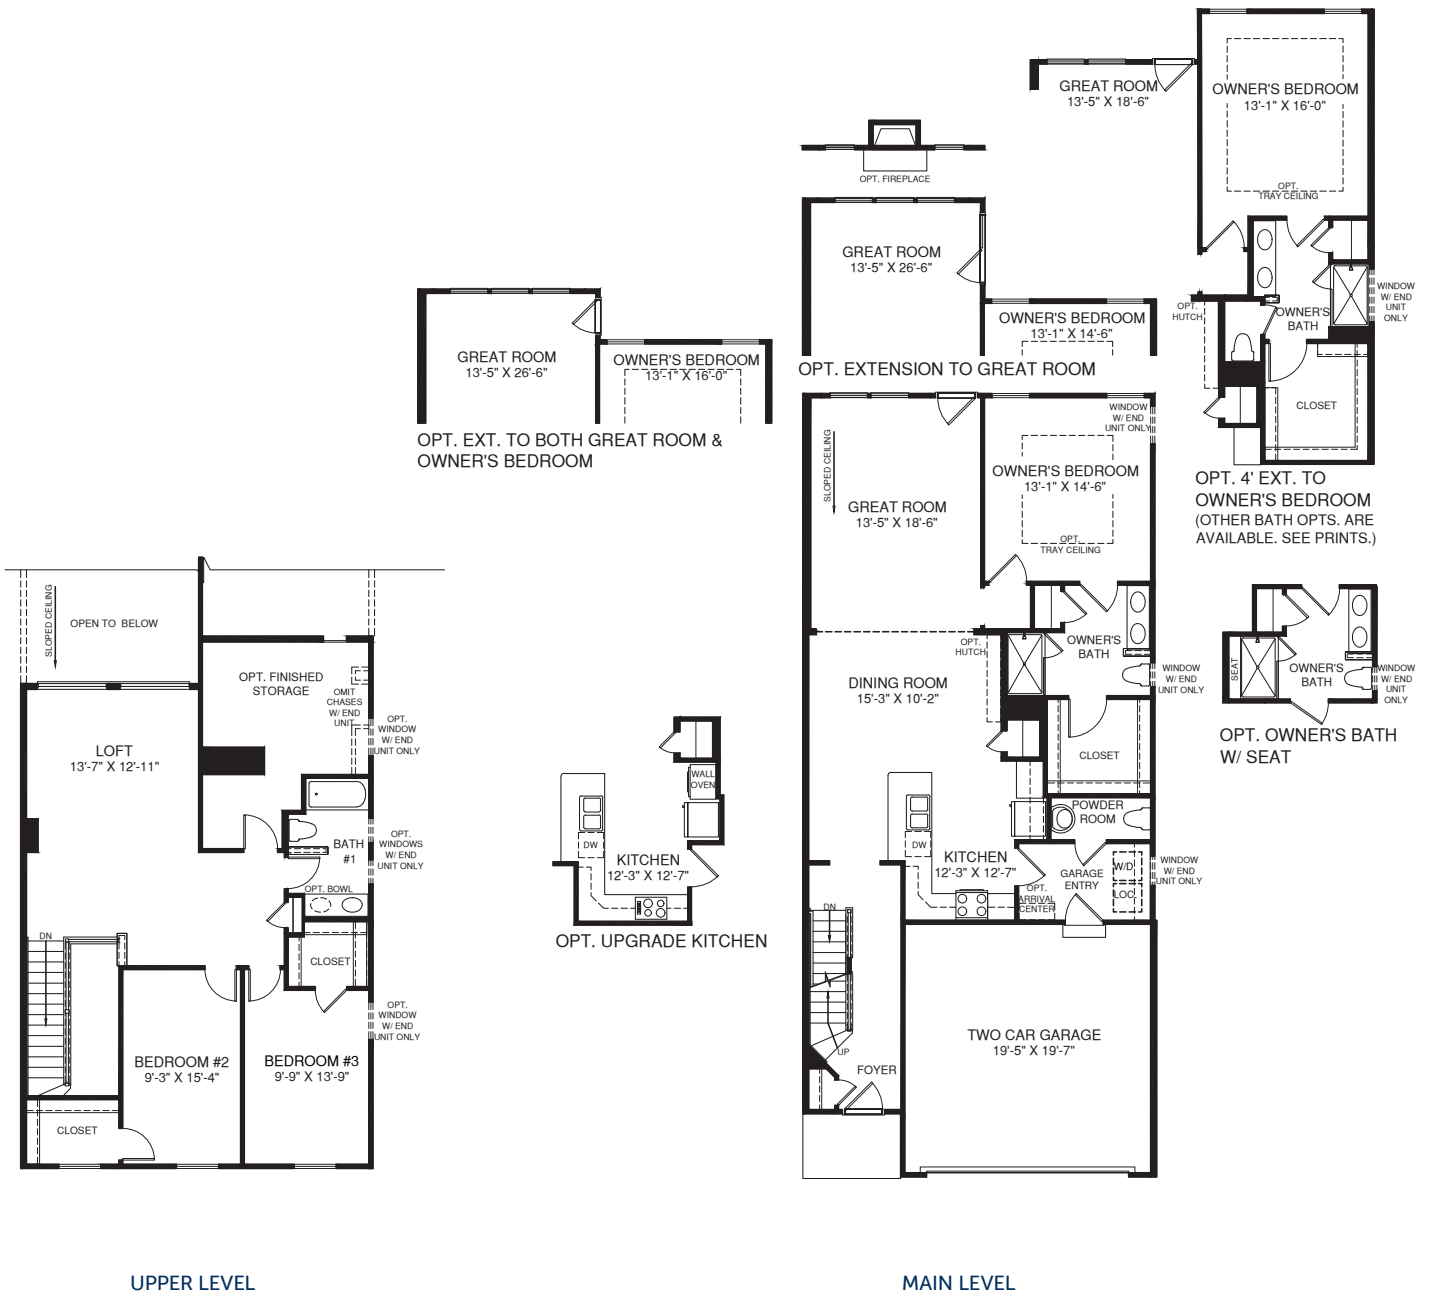 GREAT ROOM
13'-5" X 18'-6"
OWNER'S BEDROOM
13'-1" X 16'-0"
OPT.
TRAY CEILING
OPT.
HUTCH
OWNER'S
BATH
WINDOW
W/ END
UNIT
ONLY
CLOSET
OPT. 4' EXT. TO
OWNER'S BEDROOM
(OTHER BATH OPTS. ARE
AVAILABLE. SEE PRINTS.)
OPT. FIREPLACE
GREAT ROOM
13'-5" X 26'-6"
OWNER'S BEDROOM
13'-1" X 14'-6"
OPT. EXTENSION TO GREAT ROOM
GREAT ROOM
13'-5" X 26'-6"
OWNER'S BEDROOM
13'-1" X 16'-0"
OPT. EXT. TO BOTH GREAT ROOM &
OWNER'S BEDROOM
SLOPED CEILING
GREAT ROOM
13'-5" X 18'-6"
WINDOW
W/ END
UNIT ONLY
OWNER'S BEDROOM
13'-1" X 14'-6"
OPT.
TRAY CEILING
OPT.
HUTCH
OWNER'S
BATH
WINDOW
W/ END
UNIT ONLY
DINING ROOM
15'-3" X 10'-2"
CLOSET
POWDER
ROOM
DW
KITCHEN
12'-3" X 12'-7"
GARAGE
ENTRY
W/D
LOC
WINDOW
W/ END
UNIT ONLY
OPT.
ARRIVAL
CENTER
DN
UP
FOYER
TWO CAR GARAGE
19'-5" X 19'-7"
SEAT
OWNER'S
BATH
WINDOW
W/ END
UNIT
ONLY
OPT. OWNER'S BATH
W/ SEAT
WALL
OVEN
DW
KITCHEN
12'-3" X 12'-7"
OPT. UPGRADE KITCHEN
SLOPED CEILING
OPEN TO BELOW
OPT. FINISHED
STORAGE
OMIT
CHASES
W/ END
UNIT
OPT.
WINDOW
W/ END
UNIT ONLY
LOFT
13'-7" X 12'-11"
BATH
#1
OPT.
WINDOWS
W/ END
UNIT ONLY
OPT. BOWL
DN
CLOSET
OPT.
WINDOW
W/ END
UNIT ONLY
BEDROOM #2
9'-3" X 15'-4"
BEDROOM #3
9'-9" X 13'-9"
CLOSET
UPPER LEVEL
MAIN LEVEL